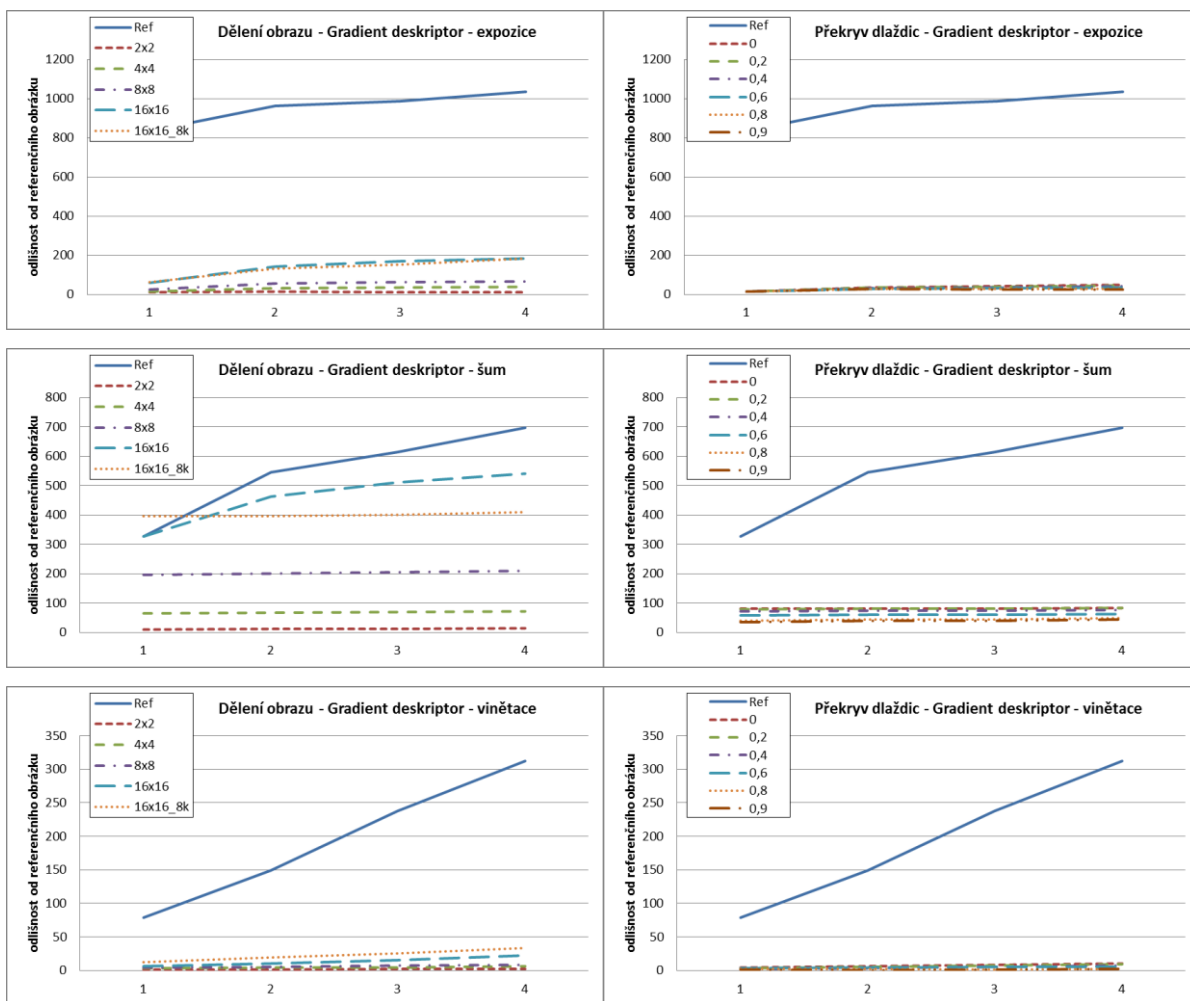 Dělení obrazu - Gradient deskriptor - expozice
odlišnost od referenčního obrázku
Ref
2x2
4x4
8x8
16x16
16x16_8k
1200
1000
800
600
400
200
0
1 2 3 4
Překryv dlaždic - Gradient deskriptor - expozice
odlišnost od referenčního obrázku
Ref
0
0,2
0,4
0,6
0,8
0,9
1200
1000
800
600
400
200
0
1 2 3 4
Dělení obrazu - Gradient deskriptor - šum
odlišnost od referenčního obrázku
Ref
2x2
4x4
8x8
16x16
16x16_8k
800
700
600
500
400
300
200
100
0
1 2 3 4
Překryv dlaždic - Gradient deskriptor - šum
odlišnost od referenčního obrázku
Ref
0
0,2
0,4
0,6
0,8
0,9
800
700
600
500
400
300
200
100
0
1 2 3 4
Dělení obrazu - Gradient deskriptor - vinětace
odlišnost od referenčního obrázku
Ref
2x2
4x4
8x8
16x16
16x16_8k
350
300
250
200
150
100
50
0
1 2 3 4
Překryv dlaždic - Gradient deskriptor - vinětace
odlišnost od referenčního obrázku
Ref
0
0,2
0,4
0,6
0,8
0,9
350
300
250
200
150
100
50
0
1 2 3 4